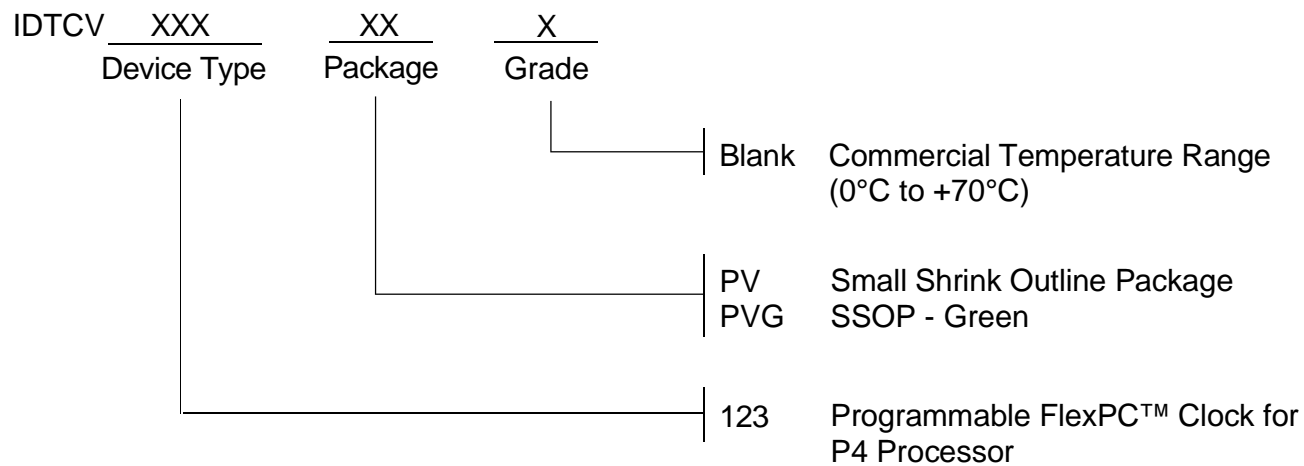 IDTCV XXX XX X
Device Type Package Grade
Blank Commercial Temperature Range
(0°C to +70°C)
PV Small Shrink Outline Package
PVG SSOP - Green
123 Programmable FlexPC™ Clock for
P4 Processor